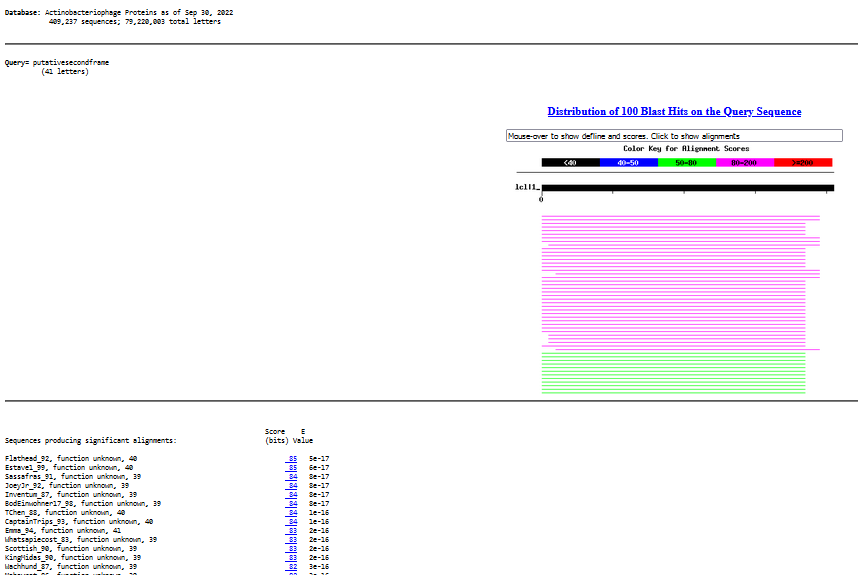 Database: Actinobacteriophage Proteins as of Sep 30, 2022
409,237 sequences; 79,220,003 total letters
Query= putativesecondframe
(41 letters)
Distribution of 100 Blast Hits on the Query Sequence
Mouse-over to show defline and scores. Click to show alignments
Color Key for Alignment Scores
<40 40-50 50-80 80-200 >=200
lcl|1_
0
Score E
Sequences producing significant alignments: (bits) Value
Flathead_92, function unknown, 40 85 5e-17
Estavel_99, function unknown, 40 85 6e-17
Sassafras_91, function unknown, 39 84 8e-17
JoeyJr_92, function unknown, 39 84 8e-17
Inventum_87, function unknown, 39 84 8e-17
BodEinwohner17_98, function unknown, 39 84 8e-17
TChen_88, function unknown, 40 84 1e-16
CaptainTrips_93, function unknown, 40 84 1e-16
Emma_94, function unknown, 41 83 2e-16
Whatsapiecost_83, function unknown, 39 83 2e-16
Scottish_90, function unknown, 39 83 2e-16
KingMidas_90, function unknown, 39 83 2e-16
Wachhund_87, function unknown, 39 82 3e-16